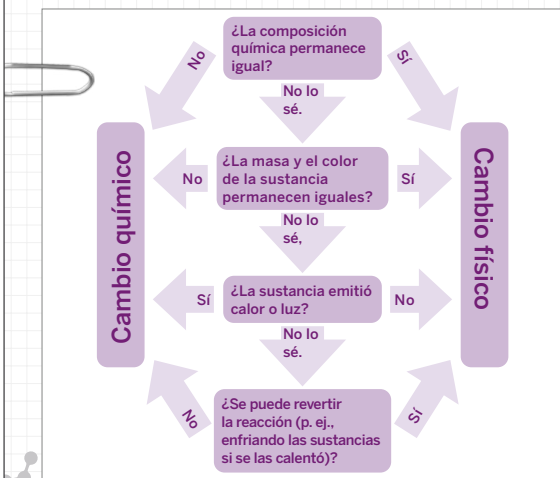 ¿La composición
química permanece
igual?
No
Sí
No lo
sé.
Cambio químico
¿La masa y el color
de la sustancia
permanecen iguales?
No
Sí
Cambio físico
No lo
sé,
¿La sustancia emitió
calor o luz?
Sí
No
No lo
sé.
¿Se puede revertir
la reacción (p. ej.,
enfriando las sustancias
si se las calentó)?
No
Sí